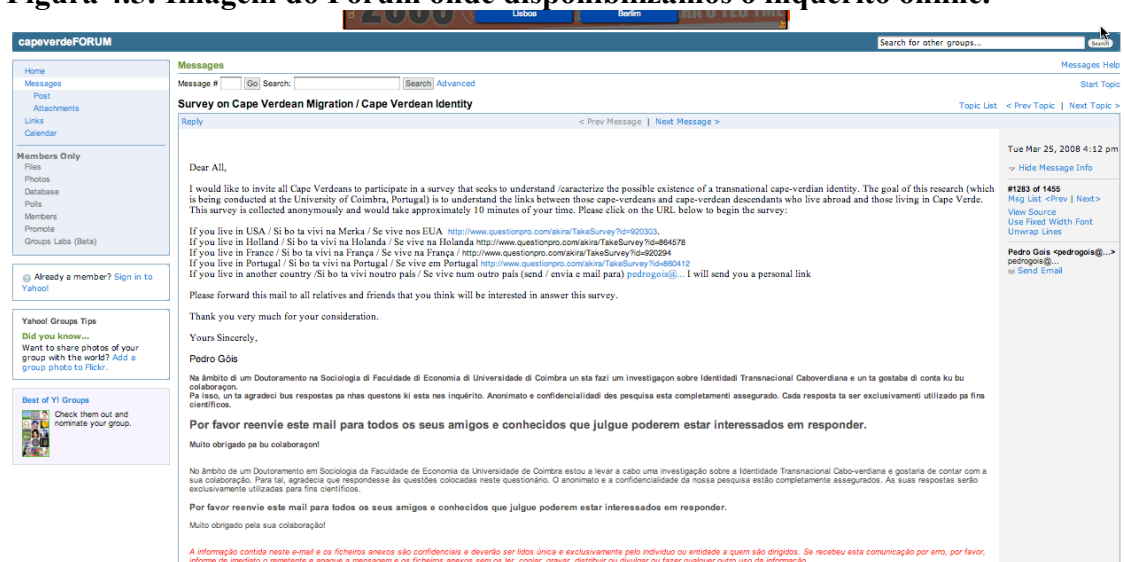 Figura 4.3: Imagem do Fórum onde disponibilizámos o inquérito online.
Lisboa Berlim
capeverdeFORUM
Search for other groups... Search
Home
Messages
Post
Attachments
Links
Calendar
Members Only
Files
Photos
Database
Polls
Members
Promote
Groups Labs (Beta)
Already a member? Sign in to
Yahoo!
Yahoo! Groups Tips
Did you know...
Want to share photos of your
group with the world? Add a
group photo to Flickr.
Best of Y! Groups
Check them out and
nominate your group.
Messages Messages Help
Message # Go Search: Search Advanced Start Topic
Survey on Cape Verdean Migration / Cape Verdean Identity Topic List < Prev Topic | Next Topic >
Reply < Prev Message | Next Message >
Dear All,
I would like to invite all Cape Verdeans to participate in a survey that seeks to understand /caracterize the possible existence of a transnational cape-verdian identity. The goal of this research (which
is being conducted at the University of Coimbra, Portugal) is to understand the links between those cape-verdeans and cape-verdean descendants who live abroad and those living in Cape Verde.
This survey is collected anonymously and would take approximately 10 minutes of your time. Please click on the URL below to begin the survey:
If you live in USA / Si bo ta vivi na Merka / Se vive nos EUA http://www.questionpro.com/akira/TakeSurvey?id=920303.
If you live in Holland / Si bo ta vivi na Holanda / Se vive na Holanda http://www.questionpro.com/akira/TakeSurvey?id=864578
If you live in France / Si bo ta vivi na França / Se vive na França / http://www.questionpro.com/akira/TakeSurvey?id=920294
If you live in Portugal / Si bo ta vivi na Portugal / Se vive em Portugal http://www.questionpro.com/akira/TakeSurvey?id=860412
If you live in another country /Si bo ta vivi noutro país / Se vive num outro país (send / envia e mail para) pedrogois@... I will send you a personal link
Please forward this mail to all relatives and friends that you think will be interested in answer this survey.
Thank you very much for your consideration.
Yours Sincerely,
Pedro Góis
Na âmbito di um Doutoramento na Sociologia di Faculdade di Economia di Universidade di Coimbra un sta fazi um investigaçon sobre Identidadi Transnacional Caboverdiana e un ta gostaba di conta ku bu
colaboraçon.
Pa isso, un ta agradeci bus respostas pa nhas questons ki esta nes inquérito. Anonimato e confidencialidadi des pesquisa esta completamenti assegurado. Cada resposta ta ser exclusivamenti utilizado pa fins
científicos.
Por favor reenvie este mail para todos os seus amigos e conhecidos que julgue poderem estar interessados em responder.
Muito obrigado pa bu colaboraçon!
No âmbito de um Doutoramento em Sociologia da Faculdade de Economia da Universidade de Coimbra estou a levar a cabo uma investigação sobre a Identidade Transnacional Cabo-verdiana e gostaria de contar com a
sua colaboração. Para tal, agradecia que respondesse às questões colocadas neste questionário. O anonimato e a confidencialidade da nossa pesquisa estão completamente assegurados. As suas respostas serão
exclusivamente utilizadas para fins científicos.
Por favor reenvie este mail para todos os seus amigos e conhecidos que julgue poderem estar interessados em responder.
Muito obrigado pela sua colaboração!
A informação contida neste e-mail e os ficheiros anexos são confidenciais e deverão ser lidos única e exclusivamente pelo indivíduo ou entidade a quem são dirigidos. Se recebeu esta comunicação por erro, por favor,
informe de imediato o remetente e apague a mensagem e os ficheiros anexos sem os ler, copiar, gravar, distribuir ou divulgar ou fazer qualquer outro uso da informação.
Tue Mar 25, 2008 4:12 pm
Hide Message Info
#1283 of 1455
Msg List <Prev | Next>
View Source
Use Fixed Width Font
Unwrap Lines
Pedro Gois <pedrogois@...>
pedrogois@...
Send Email